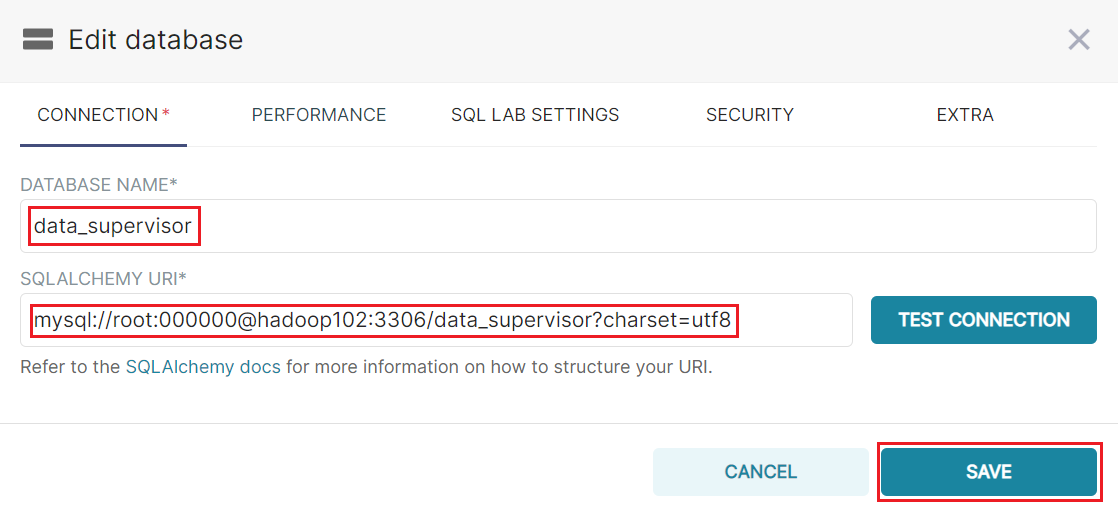 Edit database
CONNECTION * PERFORMANCE SQL LAB SETTINGS SECURITY EXTRA
DATABASE NAME*
data_supervisor
SQLALCHEMY URI*
mysql://root:000000@hadoop102:3306/data_supervisor?charset=utf8
TEST CONNECTION
Refer to the SQLAlchemy docs for more information on how to structure your URI.
CANCEL SAVE